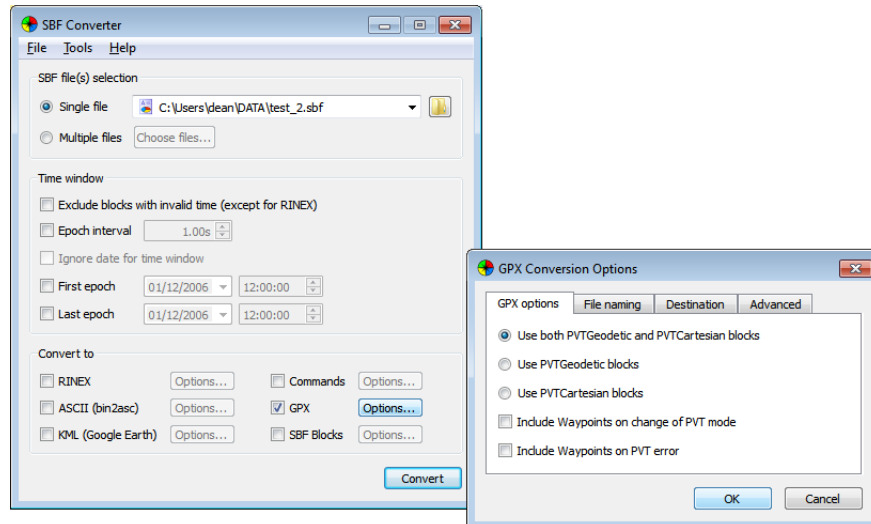 SBF Converter
File Tools Help
SBF file(s) selection
Single file C:\Users\dean\DATA\test_2.sbf
Multiple files Choose files...
Time window
Exclude blocks with invalid time (except for RINEX)
Epoch interval 1.00s
Ignore date for time window
First epoch 01/12/2006 12:00:00
Last epoch 01/12/2006 12:00:00
Convert to
RINEX Options... Commands Options...
ASCII (bin2asc) Options... GPX Options...
KML (Google Earth) Options... SBF Blocks Options...
Convert
GPX Conversion Options
GPX options File naming Destination Advanced
Use both PVTGeodetic and PVTCartesian blocks
Use PVTGeodetic blocks
Use PVTCartesian blocks
Include Waypoints on change of PVT mode
Include Waypoints on PVT error
OK Cancel